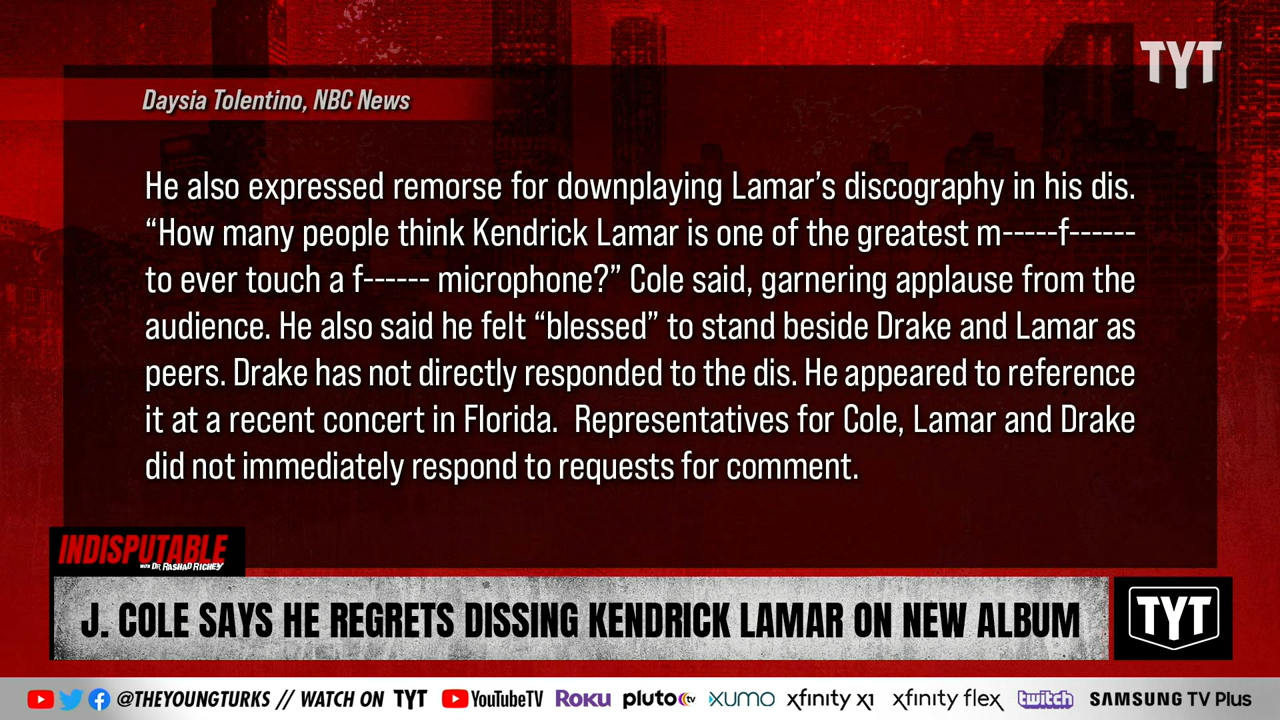 TYT
Daysia Tolentino, NBC News
He also expressed remorse for downplaying Lamar’s discography in his dis.
“How many people think Kendrick Lamar is one of the greatest m-----f------
to ever touch a f------ microphone?” Cole said, garnering applause from the
audience. He also said he felt “blessed” to stand beside Drake and Lamar as
peers. Drake has not directly responded to the dis. He appeared to reference
it at a recent concert in Florida.  Representatives for Cole, Lamar and Drake
did not immediately respond to requests for comment.
INDISPUTABLE
WITH DR. RASHAD RICHEY
J. COLE SAYS HE REGRETS DISSING KENDRICK LAMAR ON NEW ALBUM
TYT
@THEYOUNGTURKS // WATCH ON TYT YouTubeTV ROKU pluto tv XUMO xfinity x1 xfinity flex twitch SAMSUNG TV Plus